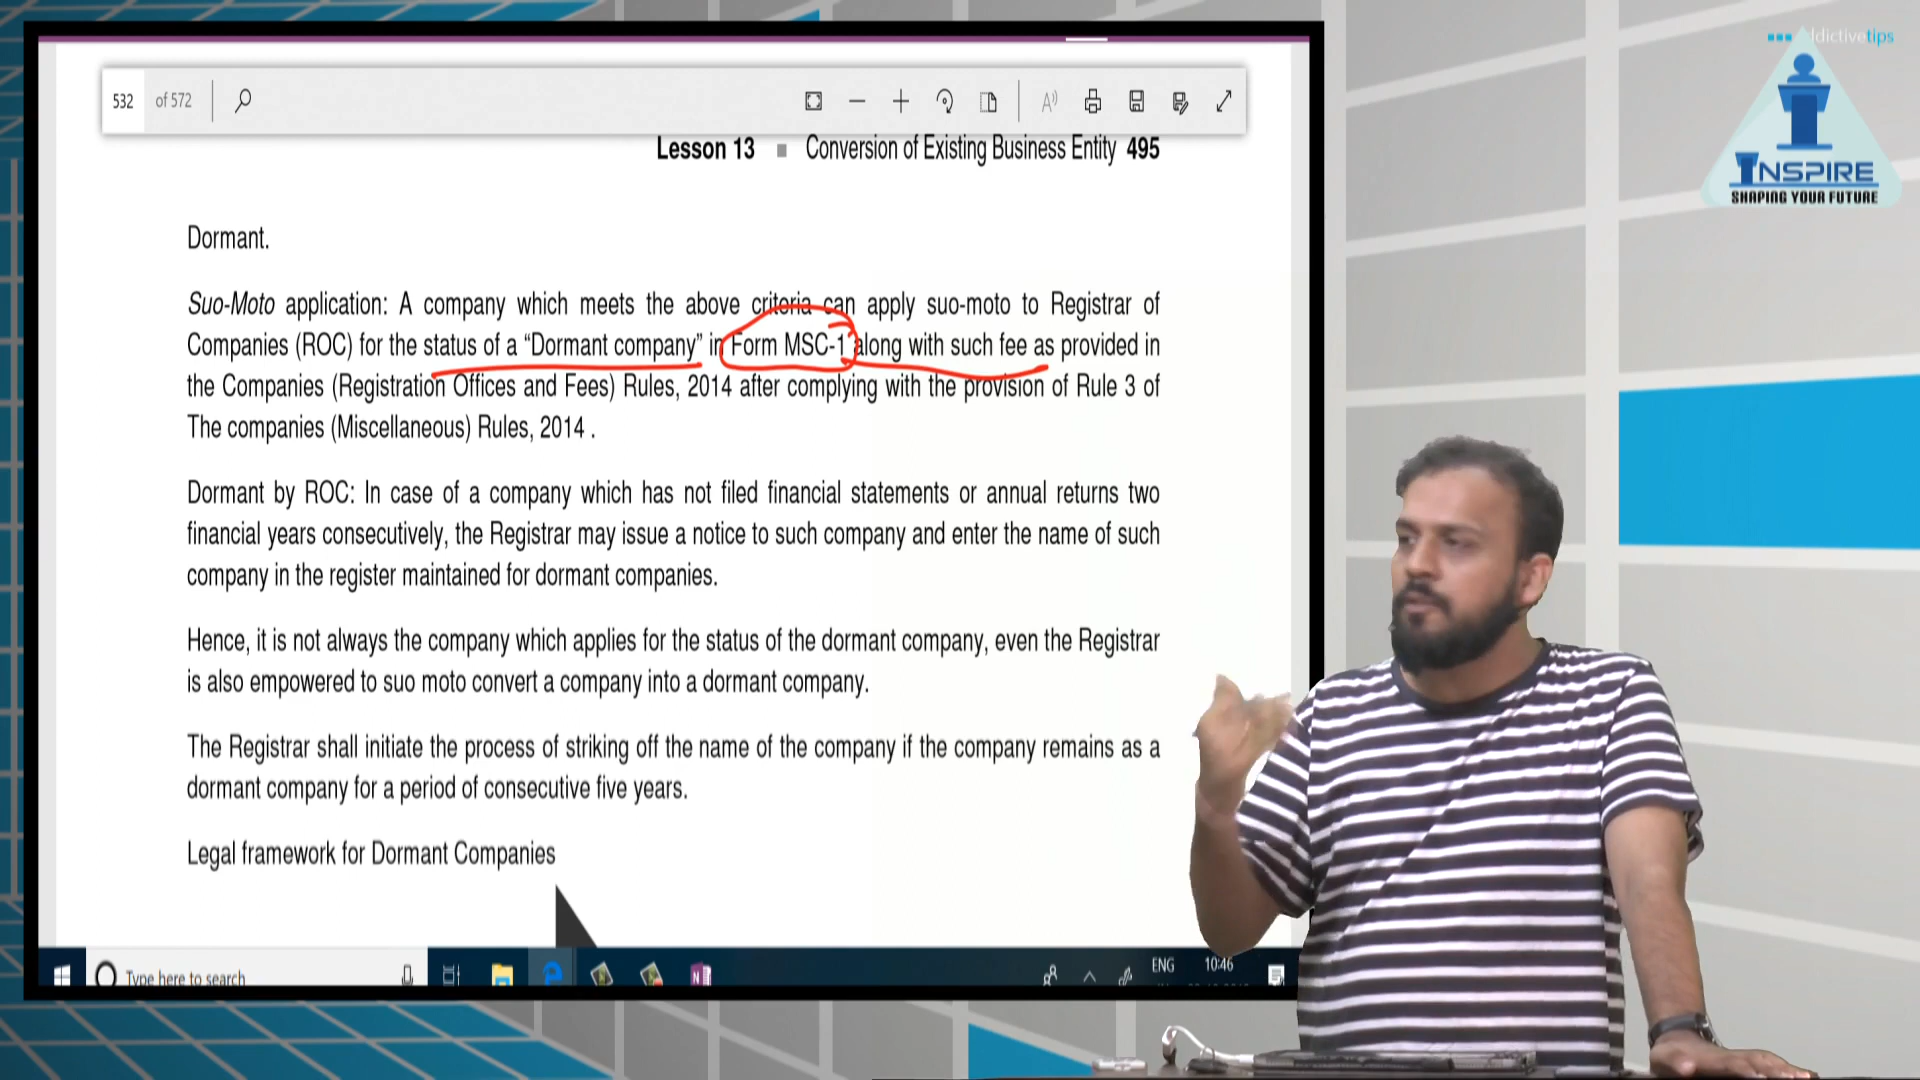 addictivetips
INSPIRE
SHAPING YOUR FUTURE
532 of 572
Lesson 13 ■ Conversion of Existing Business Entity 495
Dormant.
Suo-Moto application: A company which meets the above criteria can apply suo-moto to Registrar of
Companies (ROC) for the status of a “Dormant company” in Form MSC-1 along with such fee as provided in
the Companies (Registration Offices and Fees) Rules, 2014 after complying with the provision of Rule 3 of
The companies (Miscellaneous) Rules, 2014 .
Dormant by ROC: In case of a company which has not filed financial statements or annual returns two
financial years consecutively, the Registrar may issue a notice to such company and enter the name of such
company in the register maintained for dormant companies.
Hence, it is not always the company which applies for the status of the dormant company, even the Registrar
is also empowered to suo moto convert a company into a dormant company.
The Registrar shall initiate the process of striking off the name of the company if the company remains as a
dormant company for a period of consecutive five years.
Legal framework for Dormant Companies
Type here to search
ENG 10:46